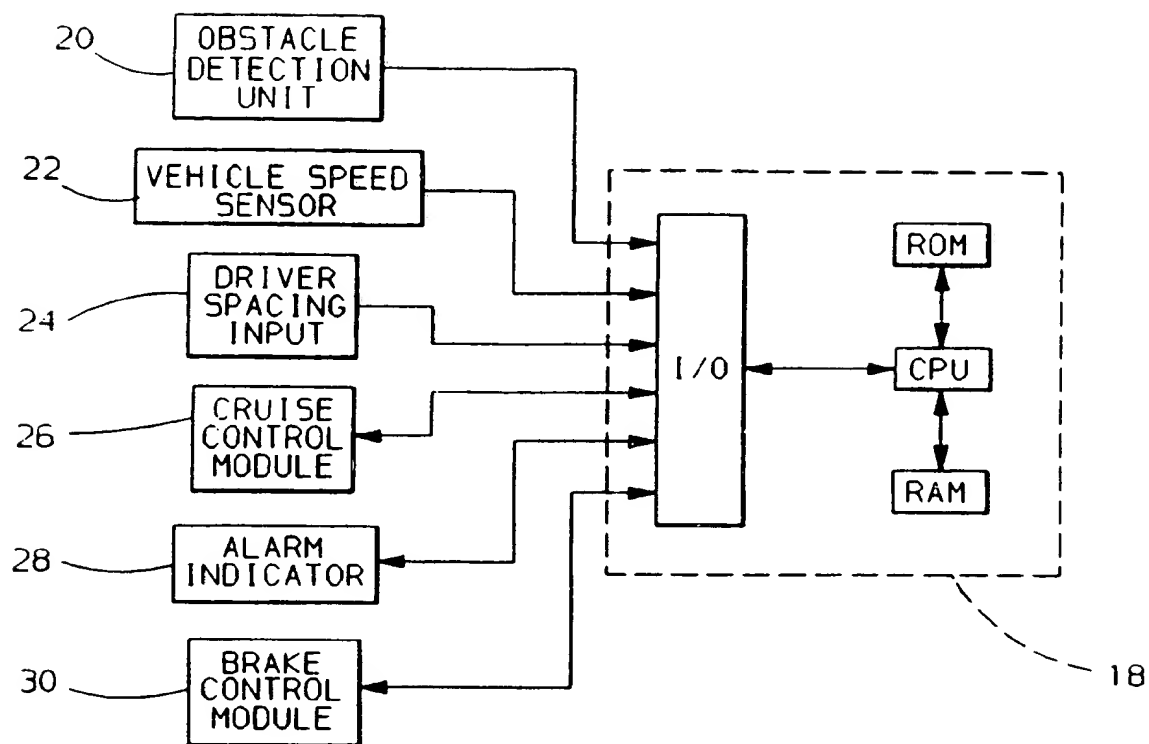 20
OBSTACLE
DETECTION
UNIT
22
VEHICLE SPEED
SENSOR
24
DRIVER
SPACING
INPUT
26
CRUISE
CONTROL
MODULE
28
ALARM
INDICATOR
30
BRAKE
CONTROL
MODULE
I/O
ROM
CPU
RAM
18